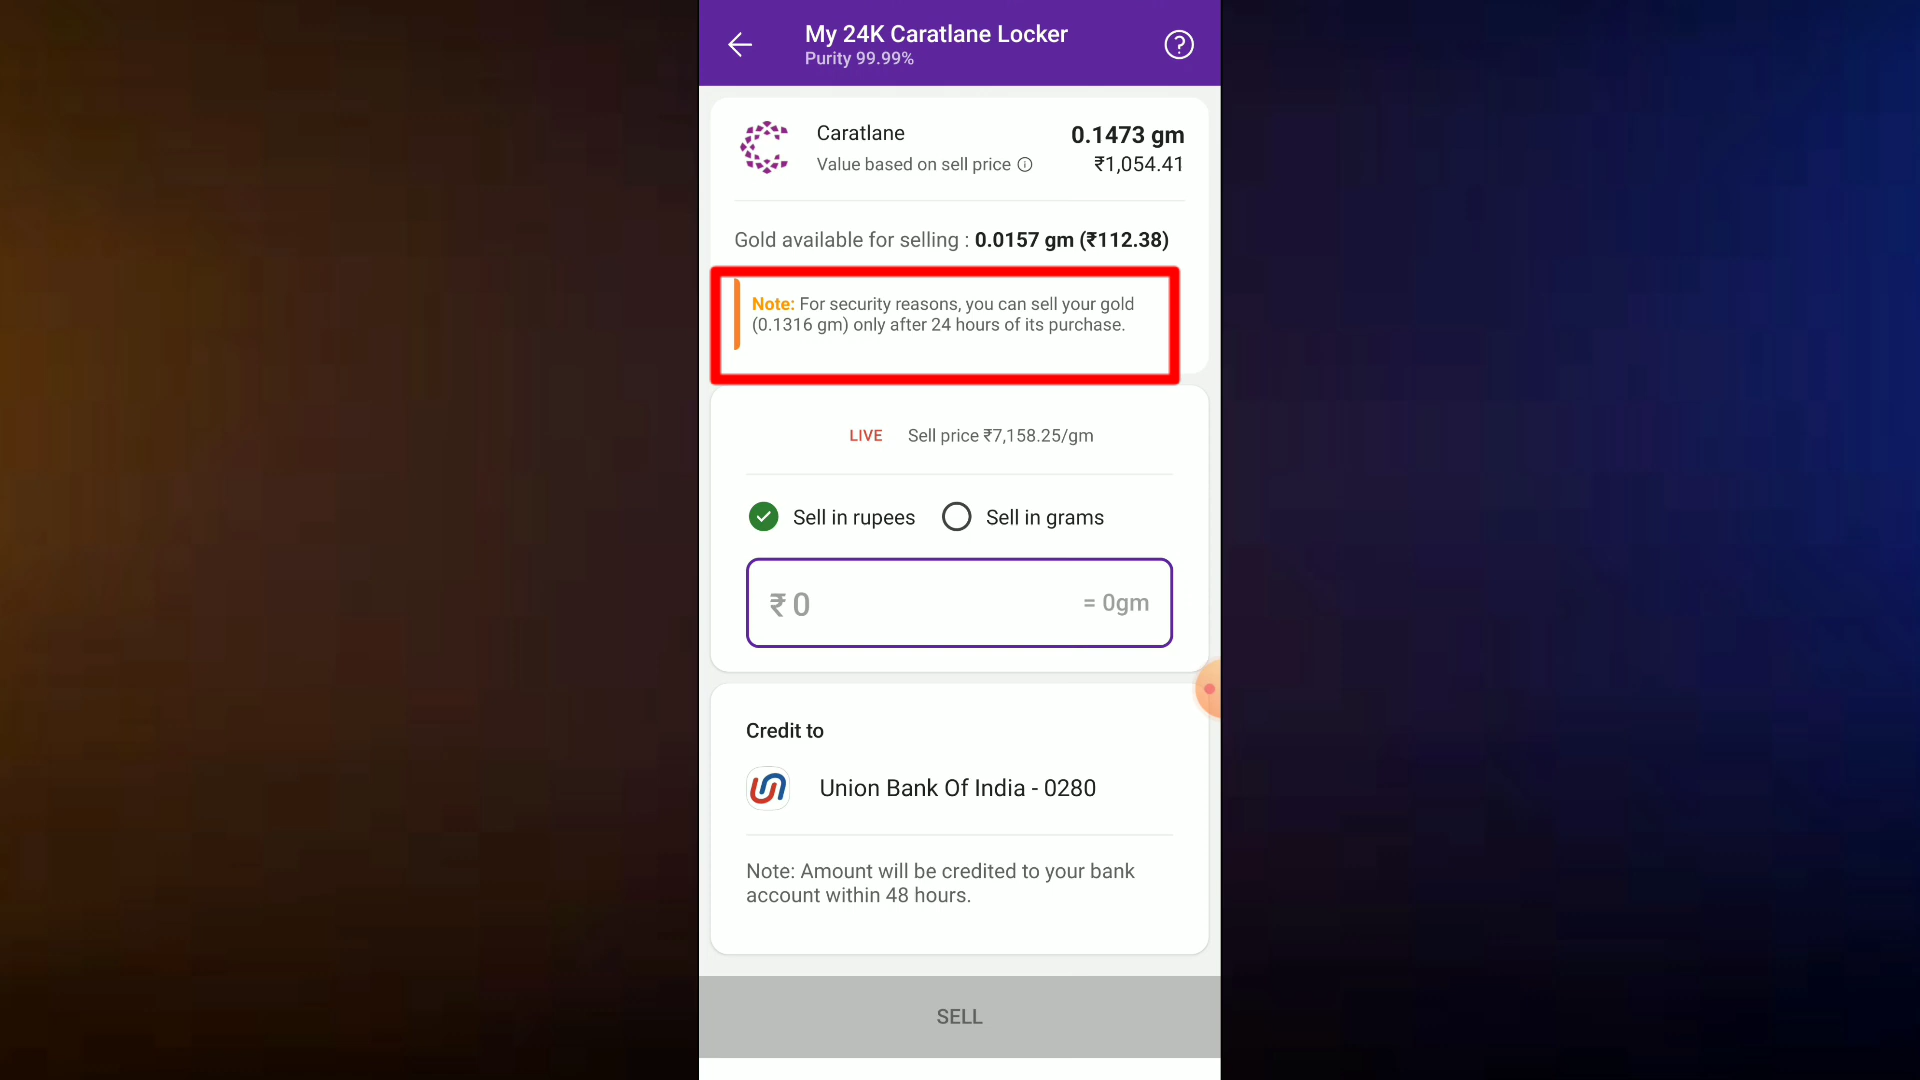 My 24K Caratlane Locker
Purity 99.99%
Caratlane
0.1473 gm
Value based on sell price
₹1,054.41
Gold available for selling : 0.0157 gm (₹112.38)
Note: For security reasons, you can sell your gold
(0.1316 gm) only after 24 hours of its purchase.
LIVE Sell price ₹7,158.25/gm
Sell in rupees
Sell in grams
₹ 0
= 0gm
Credit to
Union Bank Of India - 0280
Note: Amount will be credited to your bank
account within 48 hours.
SELL